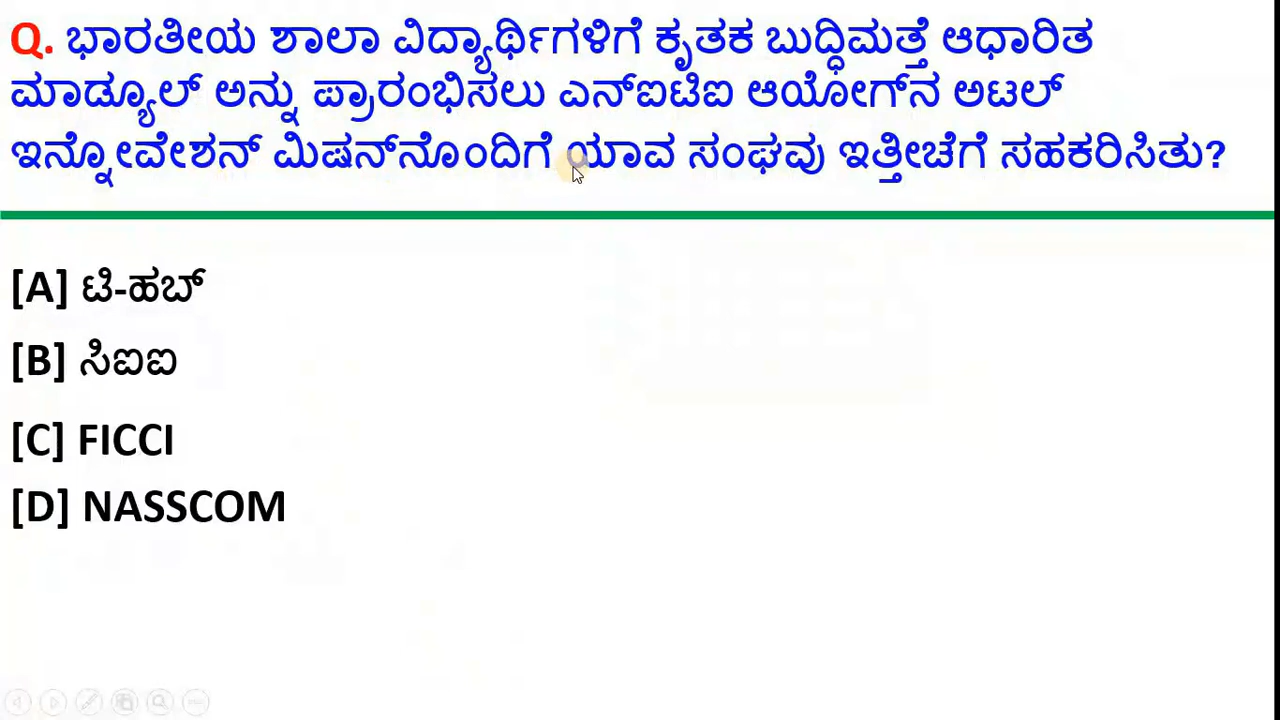 Q. ಭಾರತೀಯ ಶಾಲಾ ವಿದ್ಯಾರ್ಥಿಗಳಿಗೆ ಕೃತಕ ಬುದ್ಧಿಮತ್ತೆ ಆಧಾರಿತ
ಮಾಡ್ಯೂಲ್ ಅನ್ನು ಪ್ರಾರಂಭಿಸಲು ಎನ್‌ಐಟಿಐ ಆಯೋಗ್‌ನ ಅಟಲ್
ಇನ್ನೋವೇಶನ್ ಮಿಷನ್‌ನೊಂದಿಗೆ ಯಾವ ಸಂಘವು ಇತ್ತೀಚೆಗೆ ಸಹಕರಿಸಿತು?
[A] ಟಿ-ಹಬ್
[B] ಸಿಐಐ
[C] FICCI
[D] NASSCOM